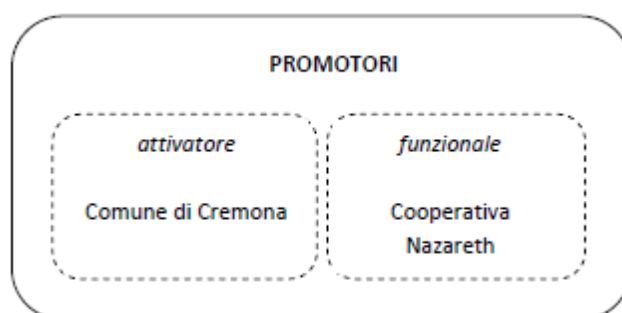 PROMOTORI
attivatore
Comune di Cremona
funzionale
Cooperativa
Nazareth